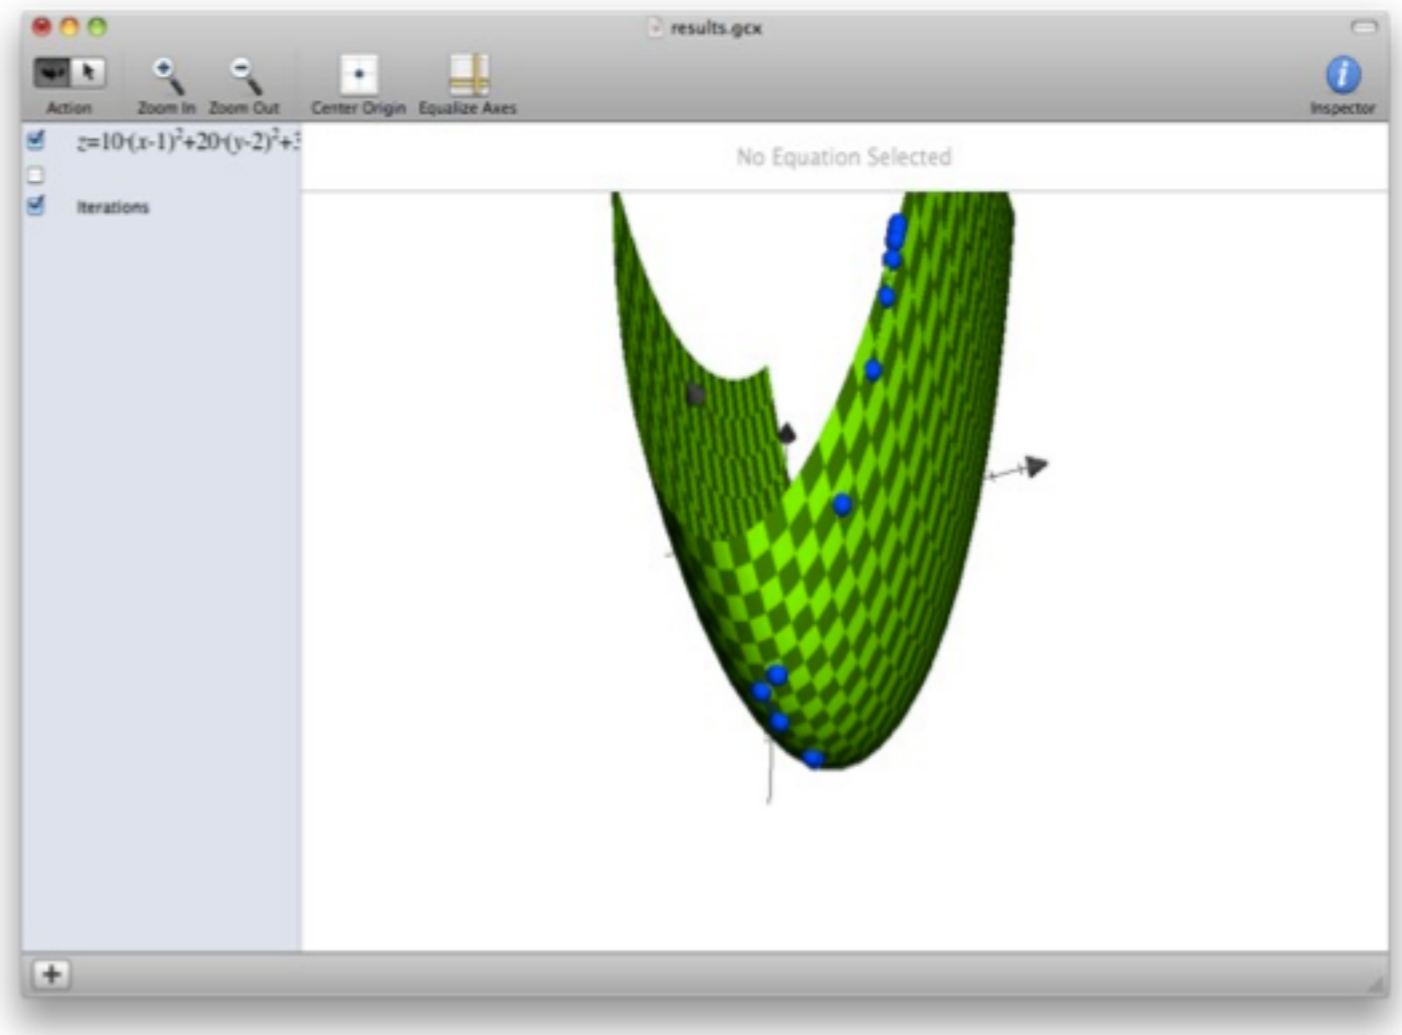 results.gcx
Action
Zoom In
Zoom Out
Center Origin
Equalize Axes
Inspector
z=10·(x-1)²+20·(y-2)²+3
No Equation Selected
Iterations